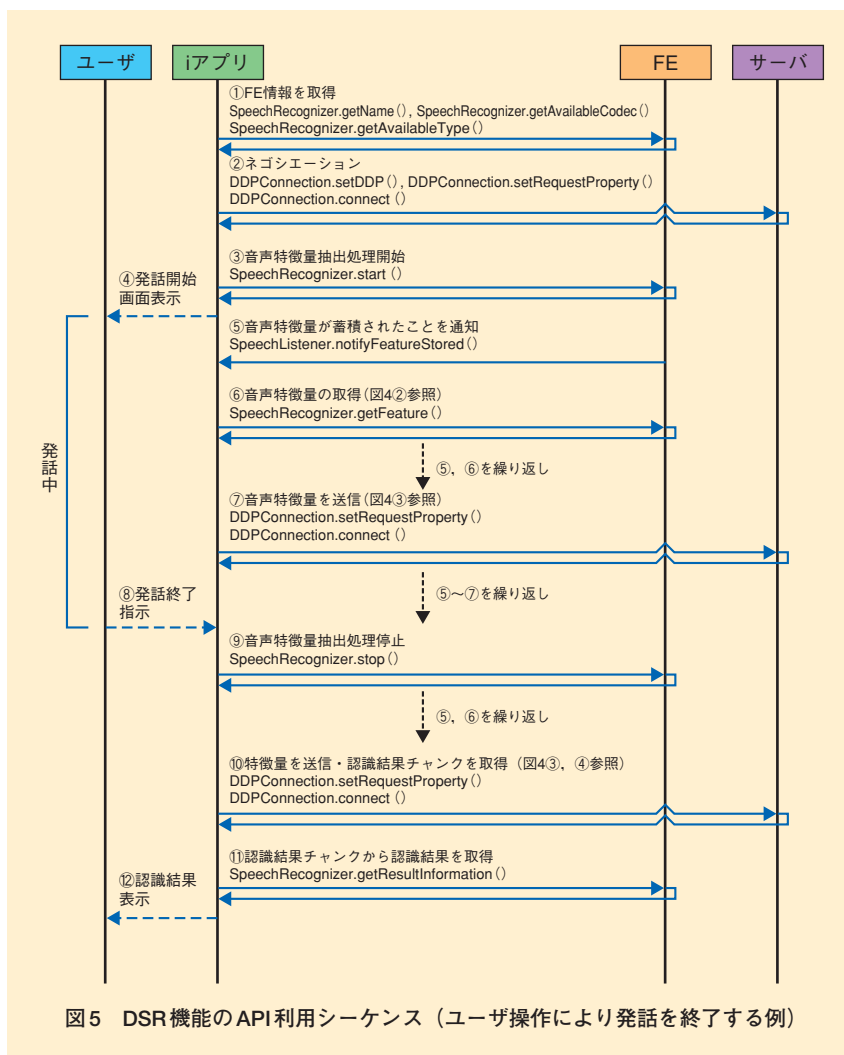 ユーザ
iアプリ
FE
サーバ
①FE情報を取得
SpeechRecognizer.getName(), SpeechRecognizer.getAvailableCodec()
SpeechRecognizer.getAvailableType()
②ネゴシエーション
DDPConnection.setDDP(), DDPConnection.setRequestProperty()
DDPConnection.connect()
③音声特徴量抽出処理開始
SpeechRecognizer.start()
④発話開始
画面表示
⑤音声特徴量が蓄積されたことを通知
SpeechListener.notifyFeatureStored()
⑥音声特徴量の取得(図4②参照)
SpeechRecognizer.getFeature()
発話中
⑤，⑥を繰り返し
⑦音声特徴量を送信(図4③参照)
DDPConnection.setRequestProperty()
DDPConnection.connect()
⑤～⑦を繰り返し
⑧発話終了
指示
⑨音声特徴量抽出処理停止
SpeechRecognizer.stop()
⑤，⑥を繰り返し
⑩特徴量を送信・認識結果チャンクを取得（図4③，④参照）
DDPConnection.setRequestProperty()
DDPConnection.connect()
⑪認識結果チャンクから認識結果を取得
SpeechRecognizer.getResultInformation()
⑫認識結果
表示
図5 DSR機能のAPI利用シーケンス（ユーザ操作により発話を終了する例）